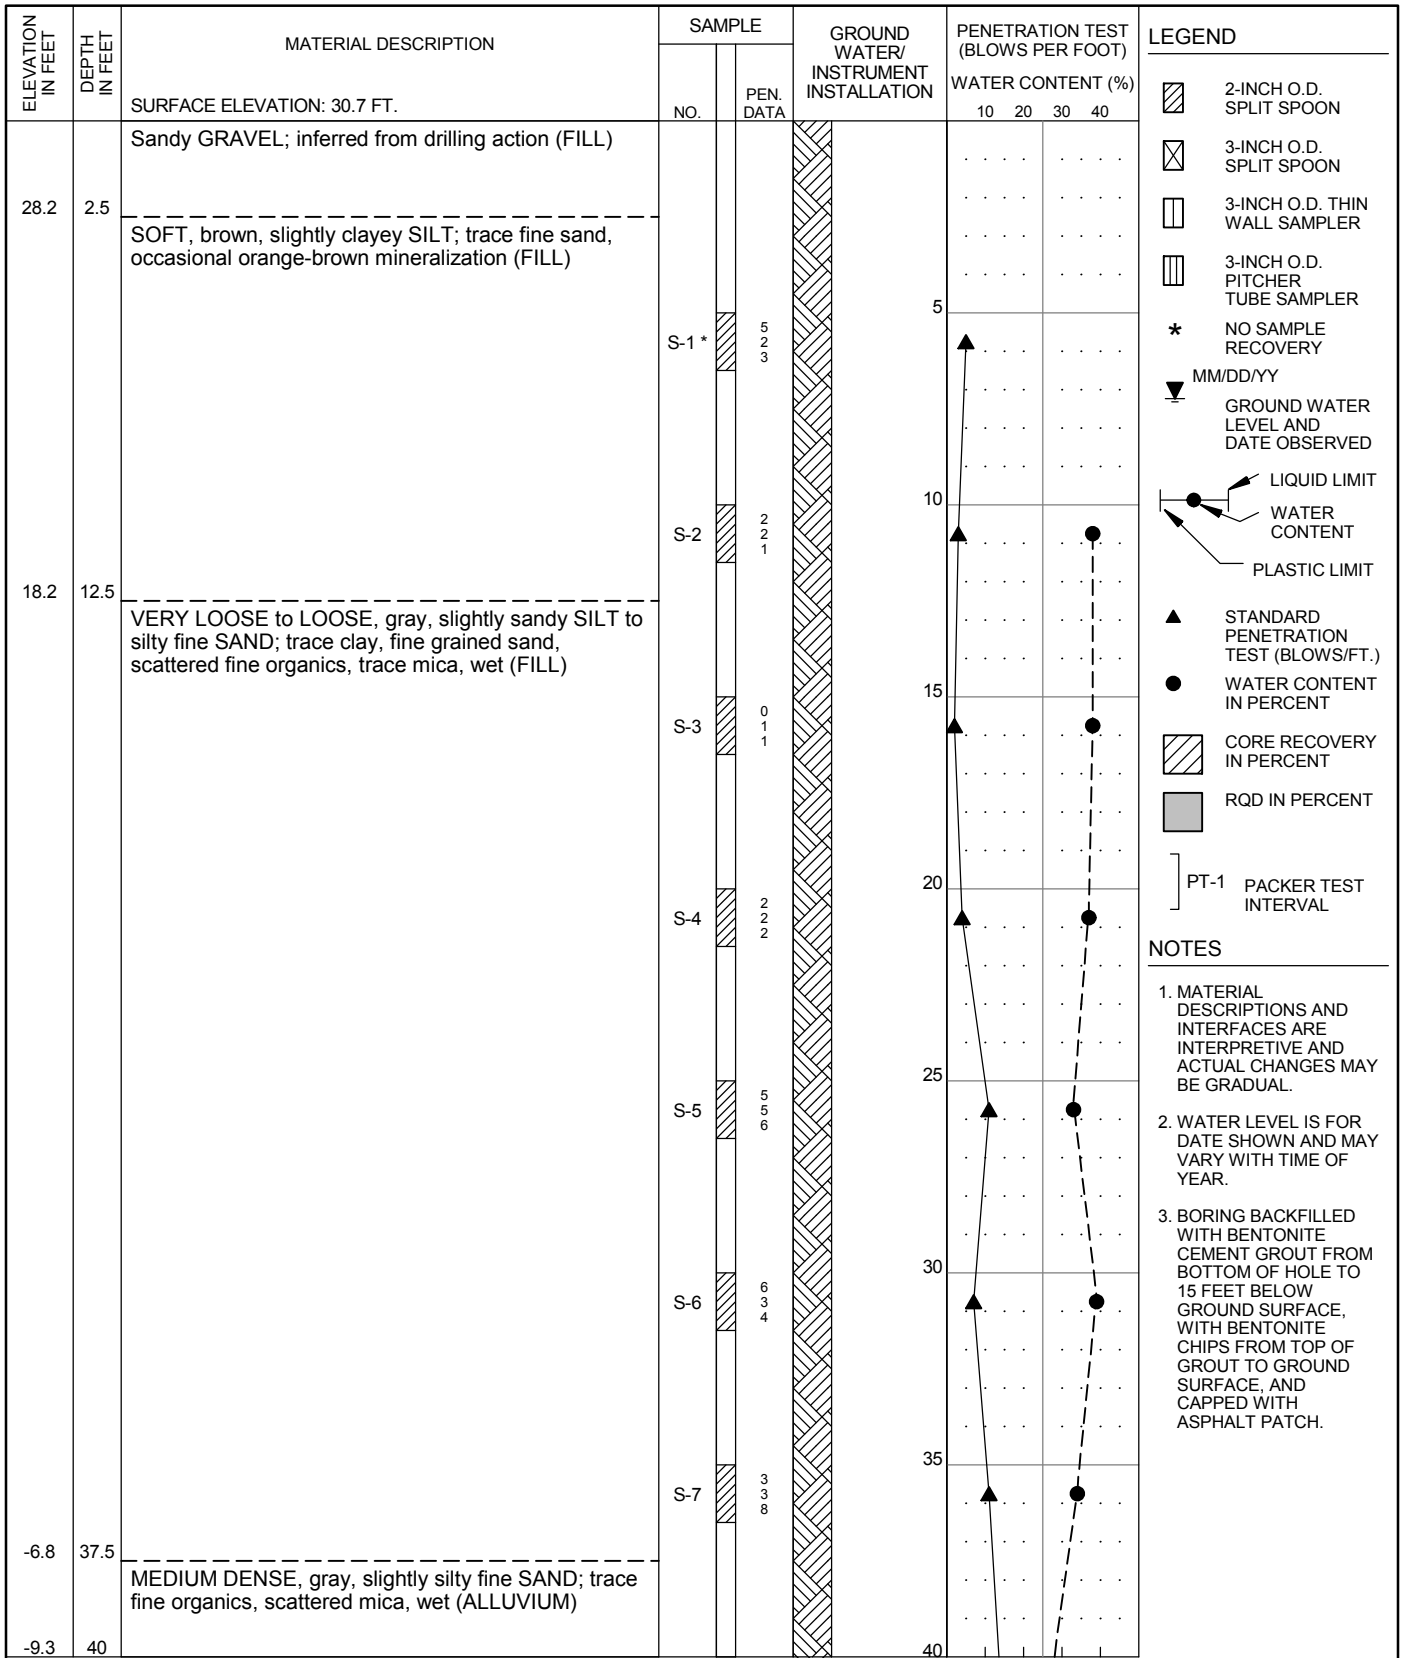 ELEVATION
IN FEET
DEPTH
IN FEET
MATERIAL DESCRIPTION
SURFACE ELEVATION: 30.7 FT.
SAMPLE
NO.
PEN.
DATA
GROUND
WATER/
INSTRUMENT
INSTALLATION
PENETRATION TEST
(BLOWS PER FOOT)
WATER CONTENT (%)
10 20 30 40
Sandy GRAVEL; inferred from drilling action (FILL)
28.2 2.5
SOFT, brown, slightly clayey SILT; trace fine sand,
occasional orange-brown mineralization (FILL)
5
S-1 *
5
2
3
10
S-2
2
2
1
18.2 12.5
VERY LOOSE to LOOSE, gray, slightly sandy SILT to
silty fine SAND; trace clay, fine grained sand,
scattered fine organics, trace mica, wet (FILL)
15
S-3
0
1
1
20
S-4
2
2
2
25
S-5
5
5
6
30
S-6
6
3
4
35
S-7
3
3
8
-6.8 37.5
MEDIUM DENSE, gray, slightly silty fine SAND; trace
fine organics, scattered mica, wet (ALLUVIUM)
-9.3 40
40
LEGEND
2-INCH O.D.
SPLIT SPOON
3-INCH O.D.
SPLIT SPOON
3-INCH O.D. THIN
WALL SAMPLER
3-INCH O.D.
PITCHER
TUBE SAMPLER
* NO SAMPLE
RECOVERY
MM/DD/YY
GROUND WATER
LEVEL AND
DATE OBSERVED
LIQUID LIMIT
WATER
CONTENT
PLASTIC LIMIT
STANDARD
PENETRATION
TEST (BLOWS/FT.)
WATER CONTENT
IN PERCENT
CORE RECOVERY
IN PERCENT
RQD IN PERCENT
PT-1 PACKER TEST
INTERVAL
NOTES
1. MATERIAL
DESCRIPTIONS AND
INTERFACES ARE
INTERPRETIVE AND
ACTUAL CHANGES MAY
BE GRADUAL.
2. WATER LEVEL IS FOR
DATE SHOWN AND MAY
VARY WITH TIME OF
YEAR.
3. BORING BACKFILLED
WITH BENTONITE
CEMENT GROUT FROM
BOTTOM OF HOLE TO
15 FEET BELOW
GROUND SURFACE,
WITH BENTONITE
CHIPS FROM TOP OF
GROUT TO GROUND
SURFACE, AND
CAPPED WITH
ASPHALT PATCH.